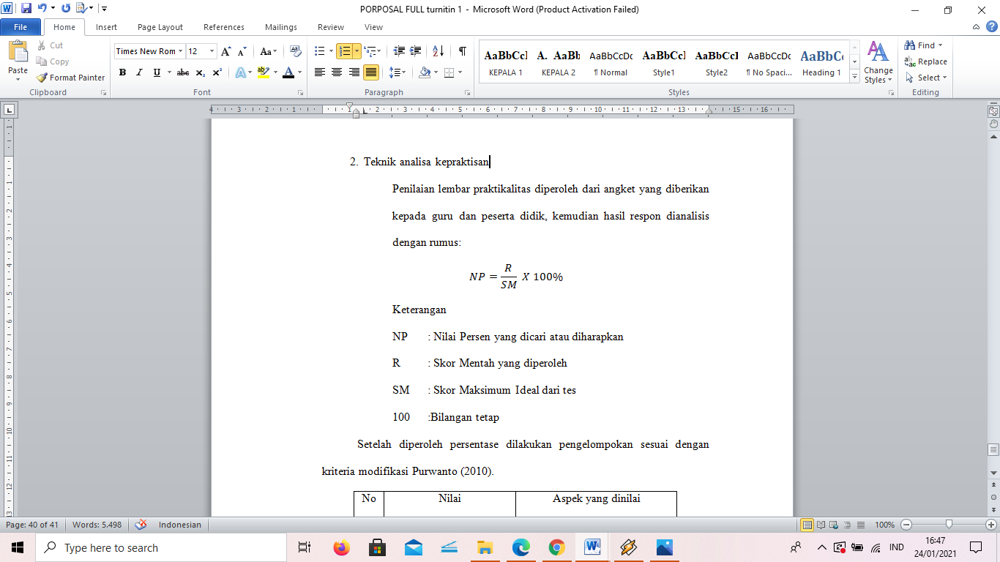 PORPOSAL FULL turnitin 1 - Microsoft Word (Product Activation Failed)
File Home Insert Page Layout References Mailings Review View
Paste
Cut
Copy
Format Painter
Clipboard
Times New Rom 12
Font
Paragraph
AaBbCcI A. AaBb AaBbCcDc AaBbCcI AaBbCcI AaBbCcDc AaBbCc
KEPALA 1 KEPALA 2 ¶ Normal Style1 Style2 ¶ No Spaci... Heading 1
Styles
Change Styles
Find
Replace
Select
Editing
2. Teknik analisa kepraktisan
Penilaian lembar praktikalitas diperoleh dari angket yang diberikan
kepada guru dan peserta didik, kemudian hasil respon dianalisis
dengan rumus:
NP = R/SM X 100%
Keterangan
NP : Nilai Persen yang dicari atau diharapkan
R : Skor Mentah yang diperoleh
SM : Skor Maksimum Ideal dari tes
100 :Bilangan tetap
Setelah diperoleh persentase dilakukan pengelompokan sesuai dengan
kriteria modifikasi Purwanto (2010).
No Nilai Aspek yang dinilai
Page: 40 of 41 Words: 5.498 Indonesian 100%
Type here to search
IND
16:47
24/01/2021